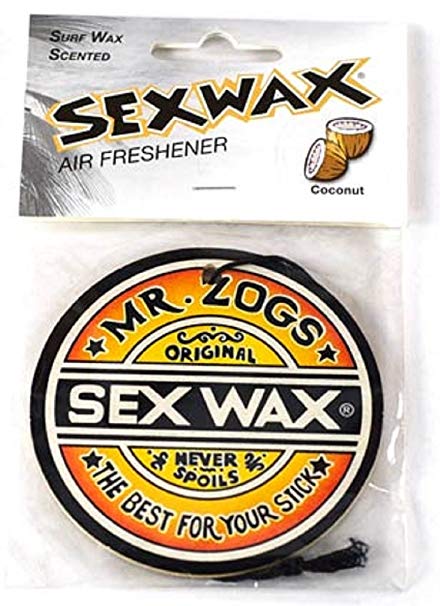 SURF WAX
SCENTED
SEXWAX®
AIR FRESHENER
Coconut
MR. ZOGS
ORIGINAL
SEX WAX®
NEVER
SPOILS
THE BEST FOR YOUR STICK